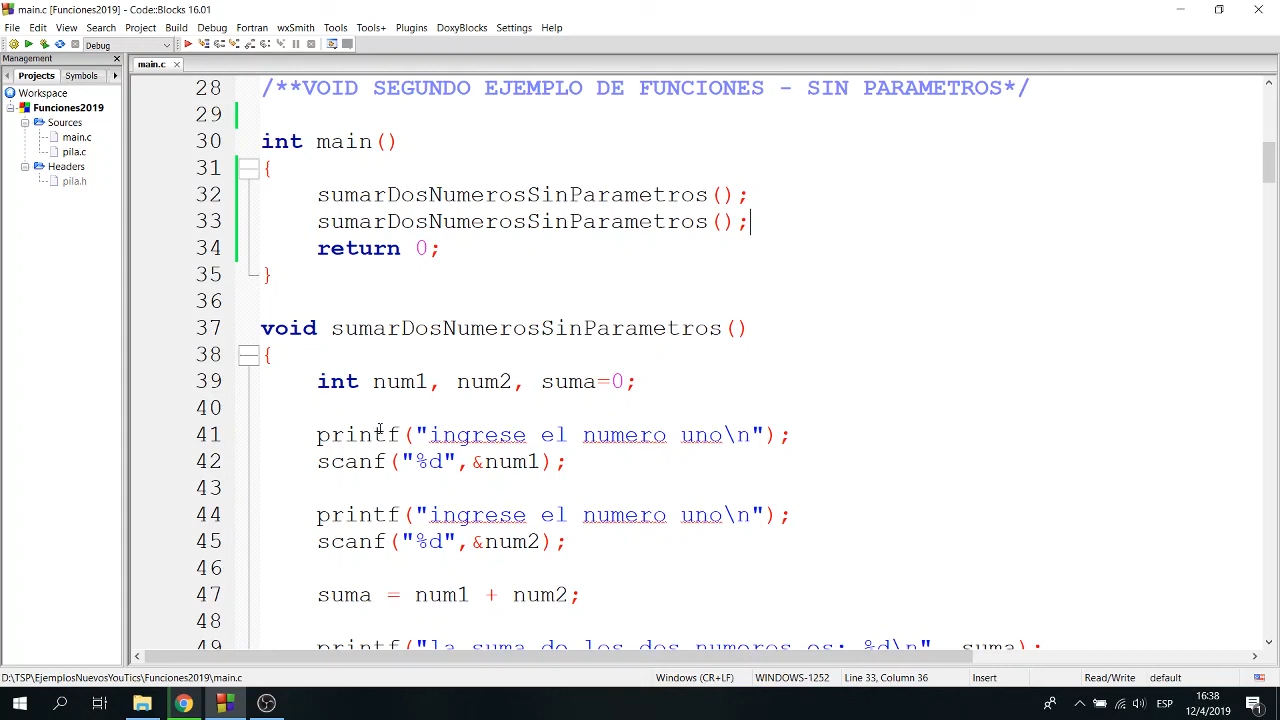 main.c [Funciones2019] - Code::Blocks 16.01
File Edit View Search Project Build Debug Fortran wxSmith Tools Tools+ Plugins DoxyBlocks Settings Help
Debug
Management
main.c
Projects Symbols
Workspace
Funciones2019
Sources
main.c
pila.c
Headers
pila.h
28 /**VOID SEGUNDO EJEMPLO DE FUNCIONES - SIN PARAMETROS*/
29
30 int main()
31 {
32 sumarDosNumerosSinParametros();
33 sumarDosNumerosSinParametros();
34 return 0;
35 }
36
37 void sumarDosNumerosSinParametros()
38 {
39 int num1, num2, suma=0;
40
41 printf("ingrese el numero uno\n");
42 scanf("%d",&num1);
43
44 printf("ingrese el numero uno\n");
45 scanf("%d",&num2);
46
47 suma = num1 + num2;
48
49 printf("la suma de los dos numeros es: %d\n", suma);
D:\TSP\EjemplosNuevosYouTics\Funciones2019\main.c Windows (CR+LF) WINDOWS-1252 Line 33, Column 36 Insert Read/Write default
ESP
16:38
12/4/2019
1